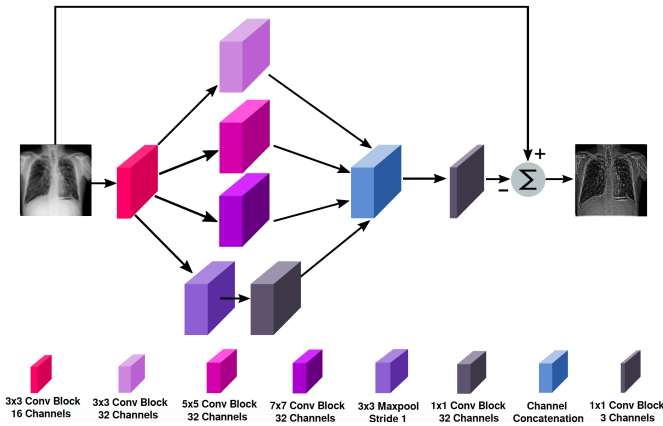 +
−
Σ
3x3 Conv Block
16 Channels
3x3 Conv Block
32 Channels
5x5 Conv Block
32 Channels
7x7 Conv Block
32 Channels
3x3 Maxpool
Stride 1
1x1 Conv Block
32 Channels
Channel
Concatenation
1x1 Conv Block
3 Channels